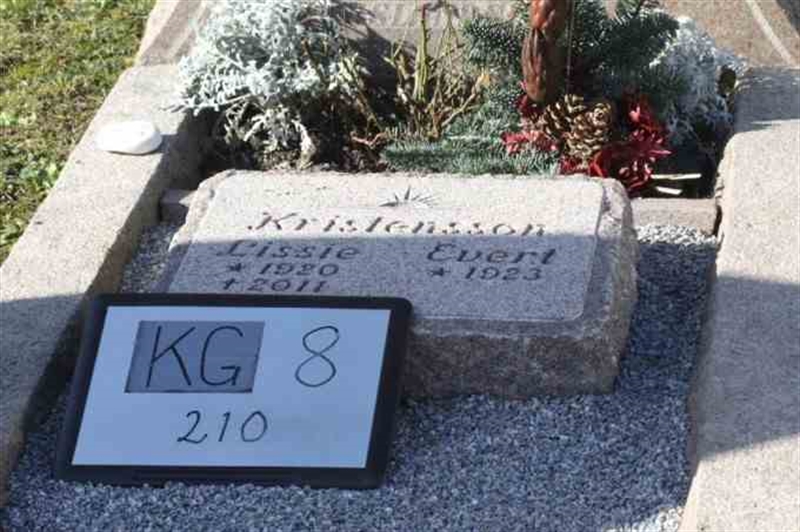 Kristensson
Lissie Evert
* 1920 * 1923
† 2011
KG 8
210